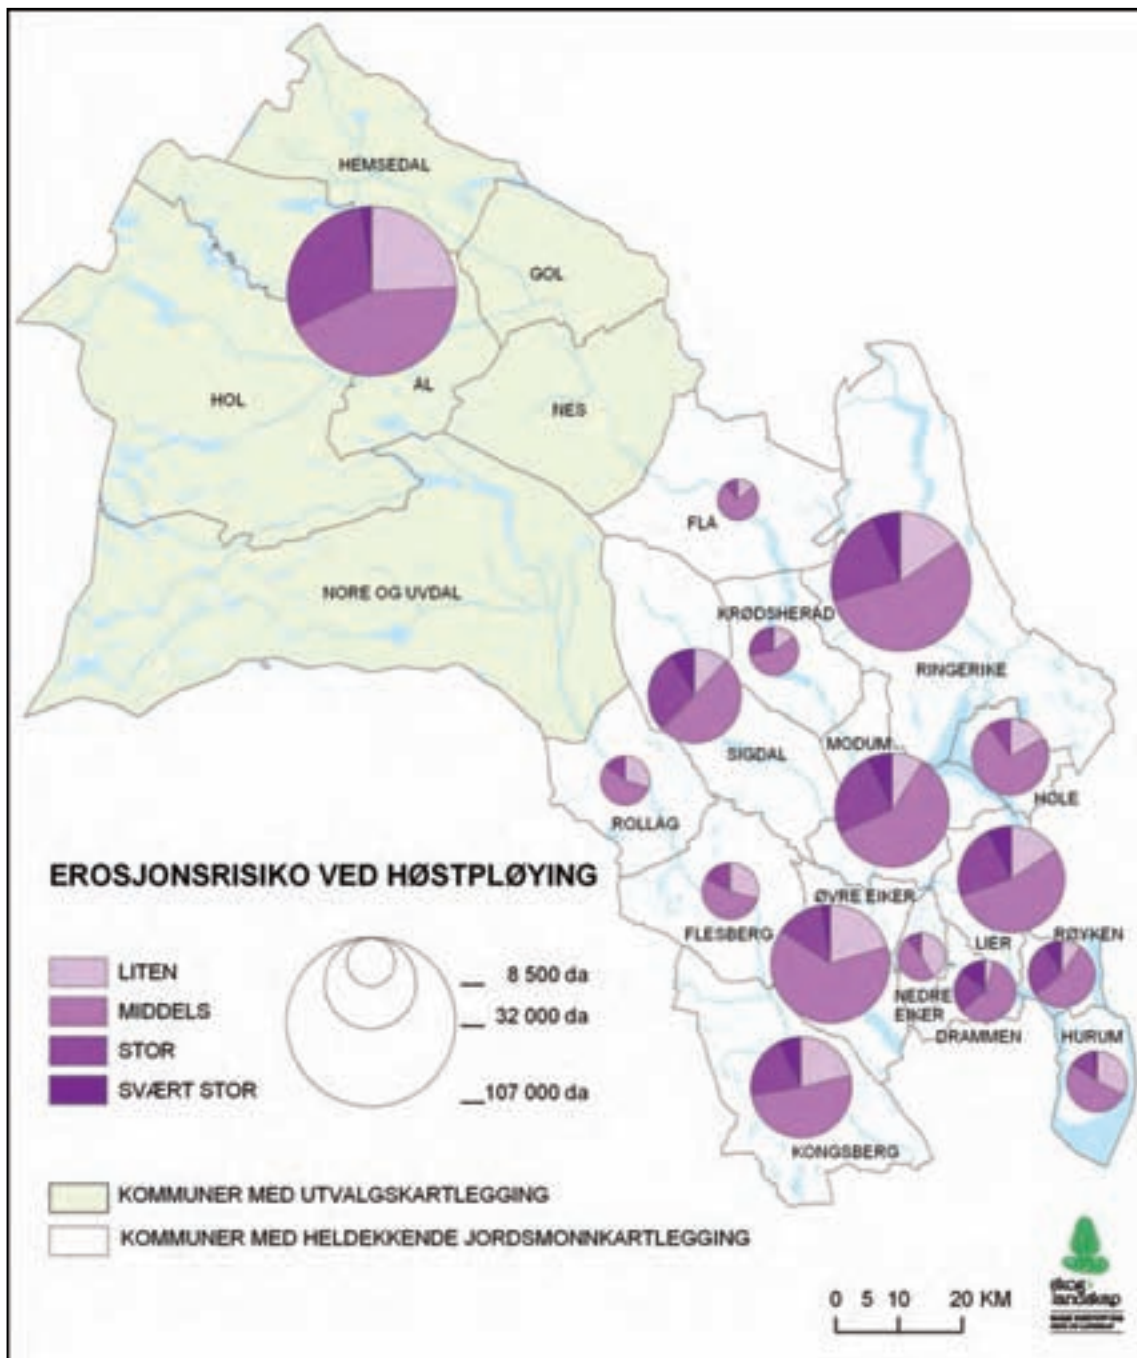 HEMSEDAL
GOL
ÅL
HOL
NES
FLÅ
NORE OG UVDAL
KRØDSHERAD
RINGERIKE
MODUM
SIGDAL
HOLE
ROLLAG
EROSJONSRISIKO VED HØSTPLØYING
ØVRE EIKER
FLESBERG
LIER
RØYKEN
LITEN
8 500 da
NEDRE
EIKER
MIDDELS
32 000 da
DRAMMEN
HURUM
STOR
SVÆRT STOR
107 000 da
KONGSBERG
KOMMUNER MED UTVALGSKARTLEGGING
KOMMUNER MED HELDEKKENDE JORDSMONNKARTLEGGING
skog +
landskap
0 5 10 20 KM